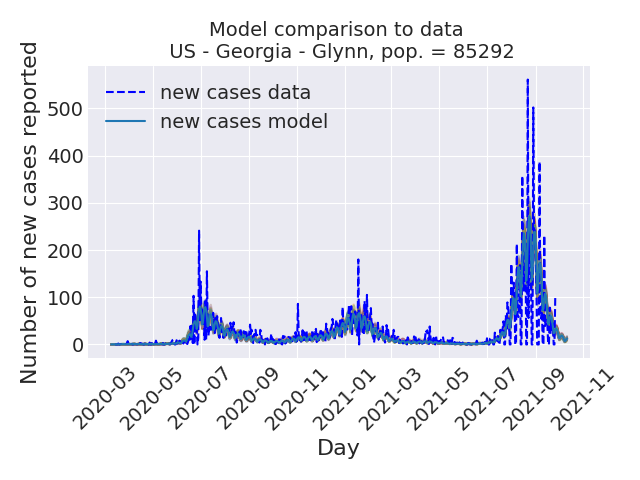 Model comparison to data
US - Georgia - Glynn, pop. = 85292
Number of new cases reported
new cases data
new cases model
500
400
300
200
100
0
2020-03
2020-05
2020-07
2020-09
2020-11
2021-01
2021-03
2021-05
2021-07
2021-09
2021-11
Day